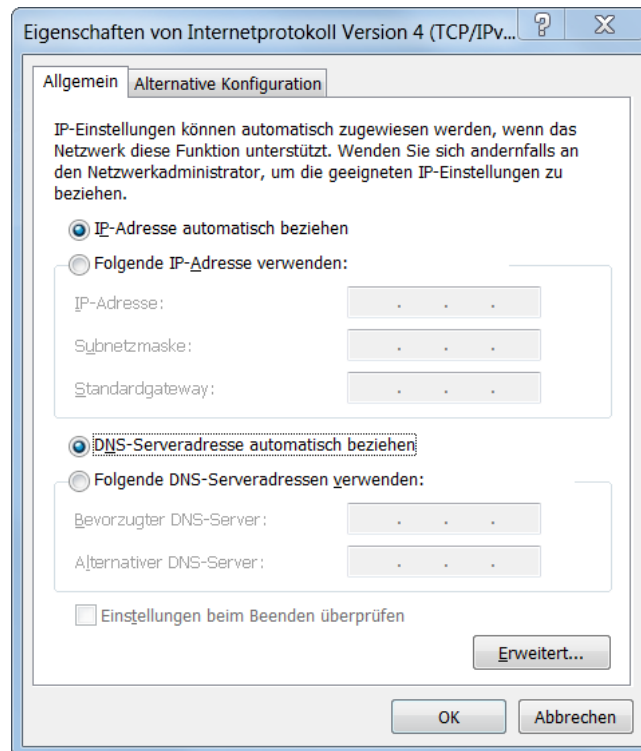 Eigenschaften von Internetprotokoll Version 4 (TCP/IPv...
Allgemein
Alternative Konfiguration
IP-Einstellungen können automatisch zugewiesen werden, wenn das
Netzwerk diese Funktion unterstützt. Wenden Sie sich andernfalls an
den Netzwerkadministrator, um die geeigneten IP-Einstellungen zu
beziehen.
IP-Adresse automatisch beziehen
Folgende IP-Adresse verwenden:
IP-Adresse:
Subnetzmaske:
Standardgateway:
DNS-Serveradresse automatisch beziehen
Folgende DNS-Serveradressen verwenden:
Bevorzugter DNS-Server:
Alternativer DNS-Server:
Einstellungen beim Beenden überprüfen
Erweitert...
OK
Abbrechen